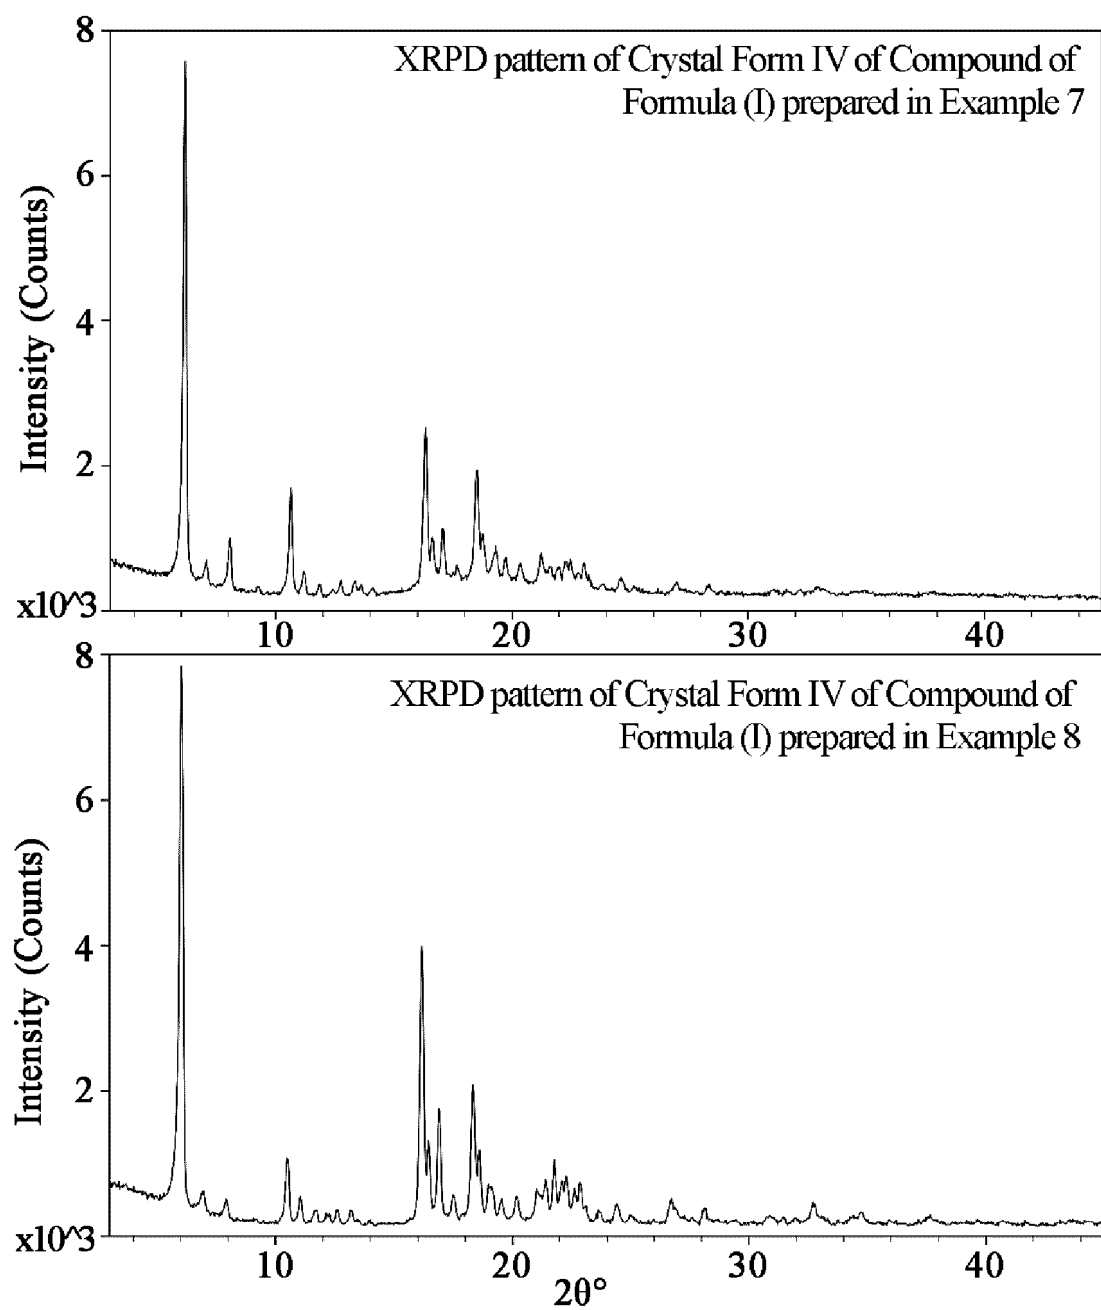 8
XRPD pattern of Crystal Form IV of Compound of
Formula (I) prepared in Example 7
6
Intensity (Counts)
4
2
x10^3
10 20 30 40
8
XRPD pattern of Crystal Form IV of Compound of
Formula (I) prepared in Example 8
6
Intensity (Counts)
4
2
x10^3
10 20 30 40
2θ°